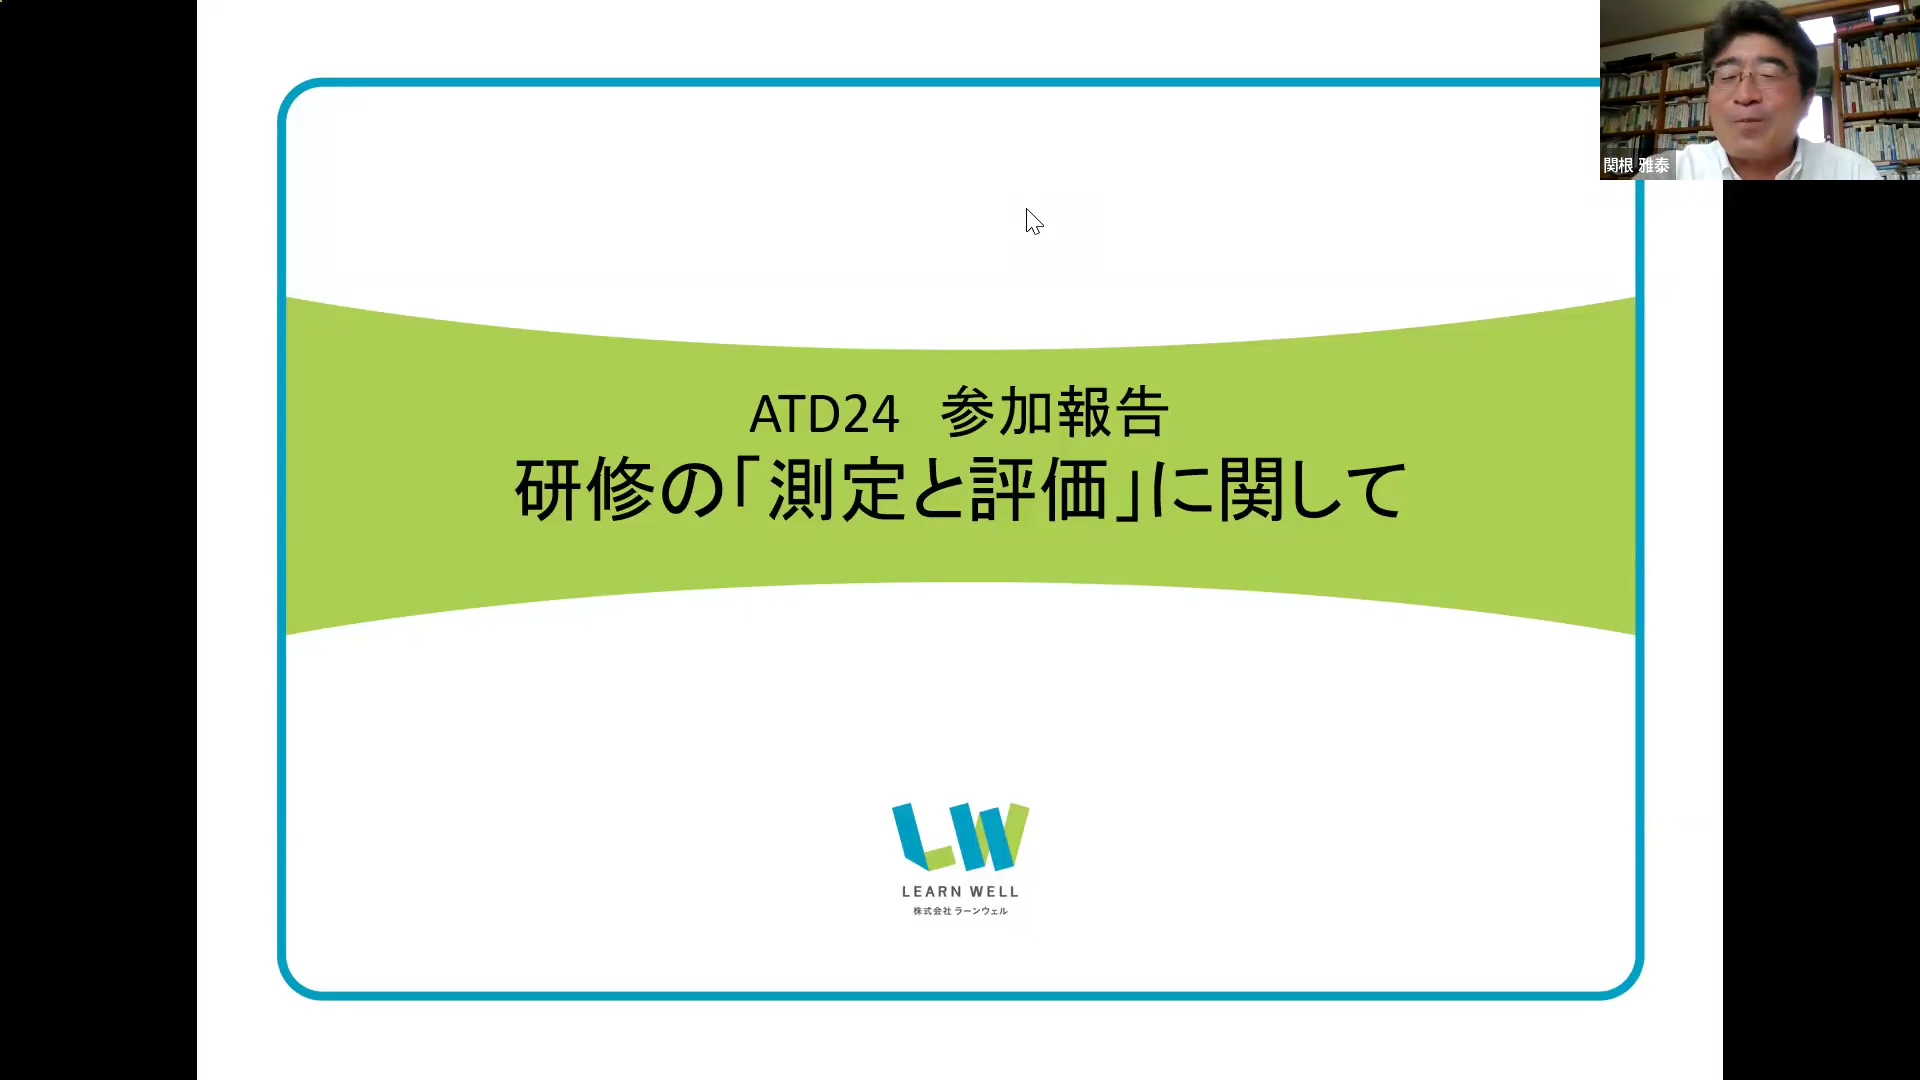 関根 雅泰
ATD24　参加報告
研修の「測定と評価」に関して
LW
LEARN WELL
株式会社 ラーンウェル